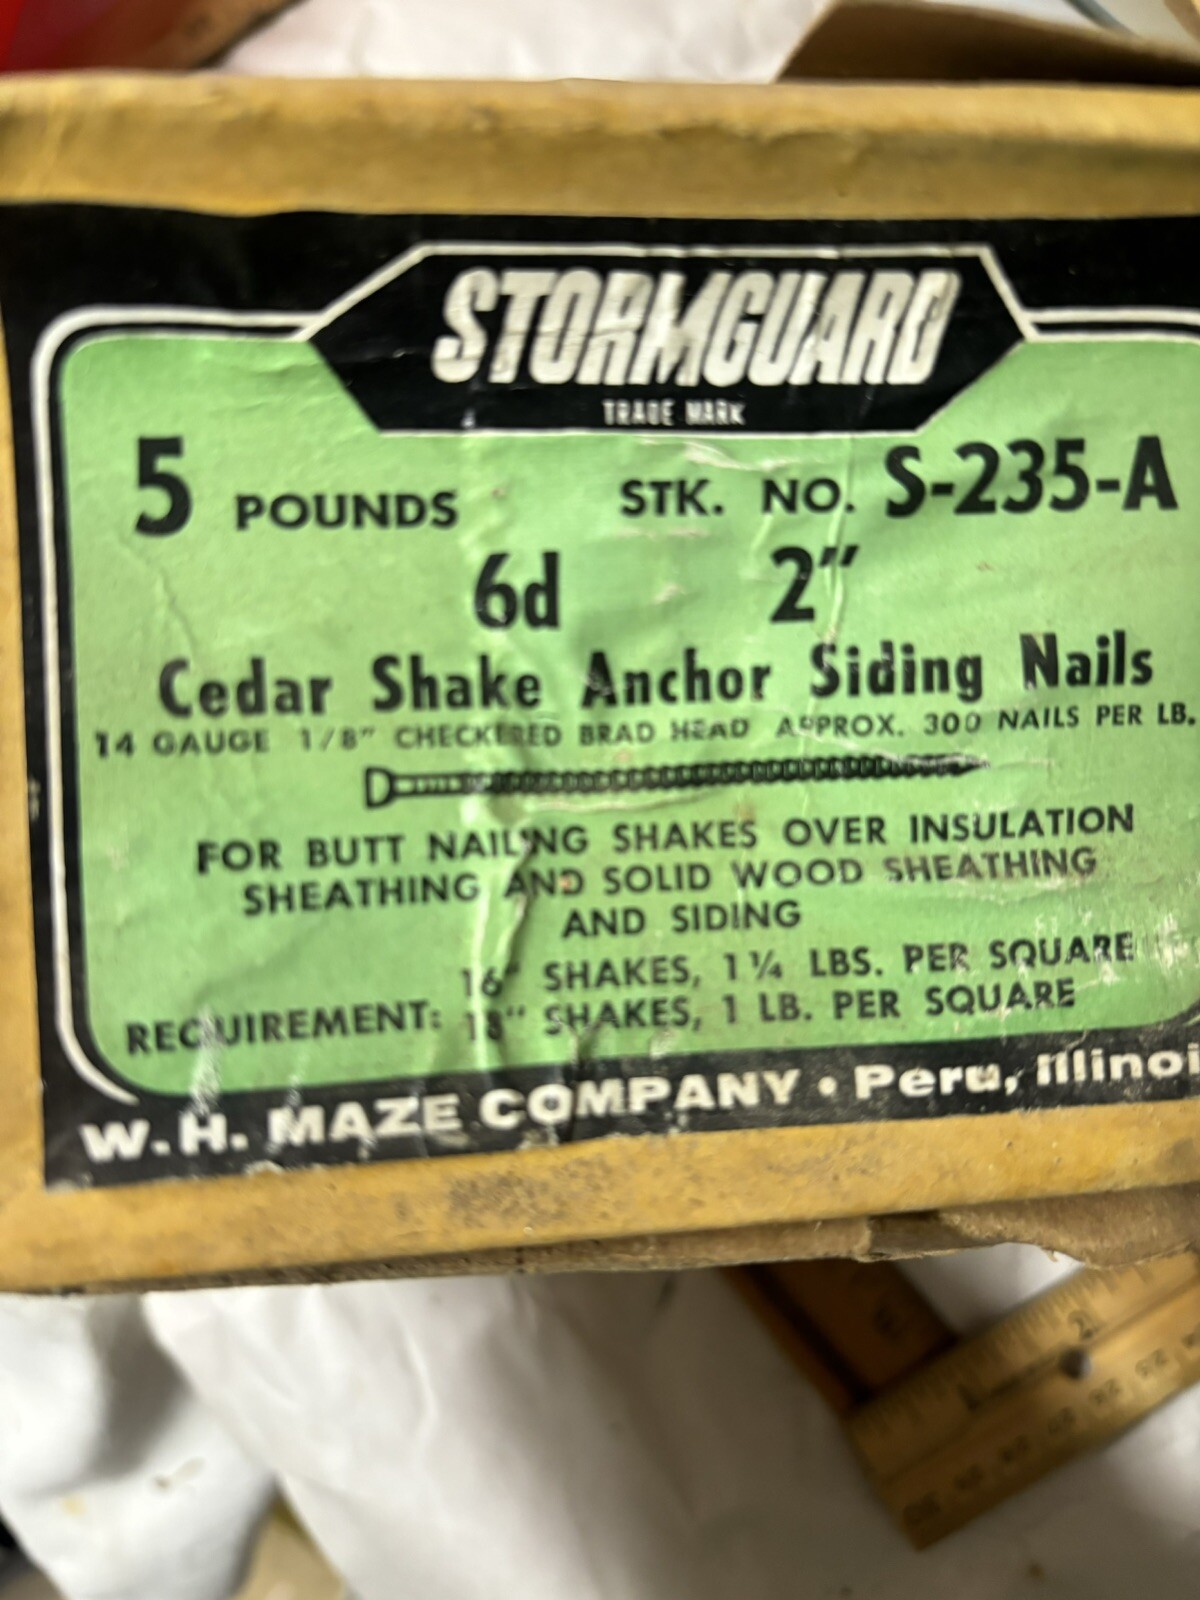 STORMGUARD
TRADE MARK
5 POUNDS STK. NO. S-235-A
6d 2"
Cedar Shake Anchor Siding Nails
14 GAUGE 1/8" CHECKERED BRAD HEAD APPROX. 300 NAILS PER LB.
FOR BUTT NAILING SHAKES OVER INSULATION
SHEATHING AND SOLID WOOD SHEATHING
AND SIDING
16" SHAKES, 1¼ LBS. PER SQUARE
REQUIREMENT: 18" SHAKES, 1 LB. PER SQUARE
W.H. MAZE COMPANY • Peru, Illinoi